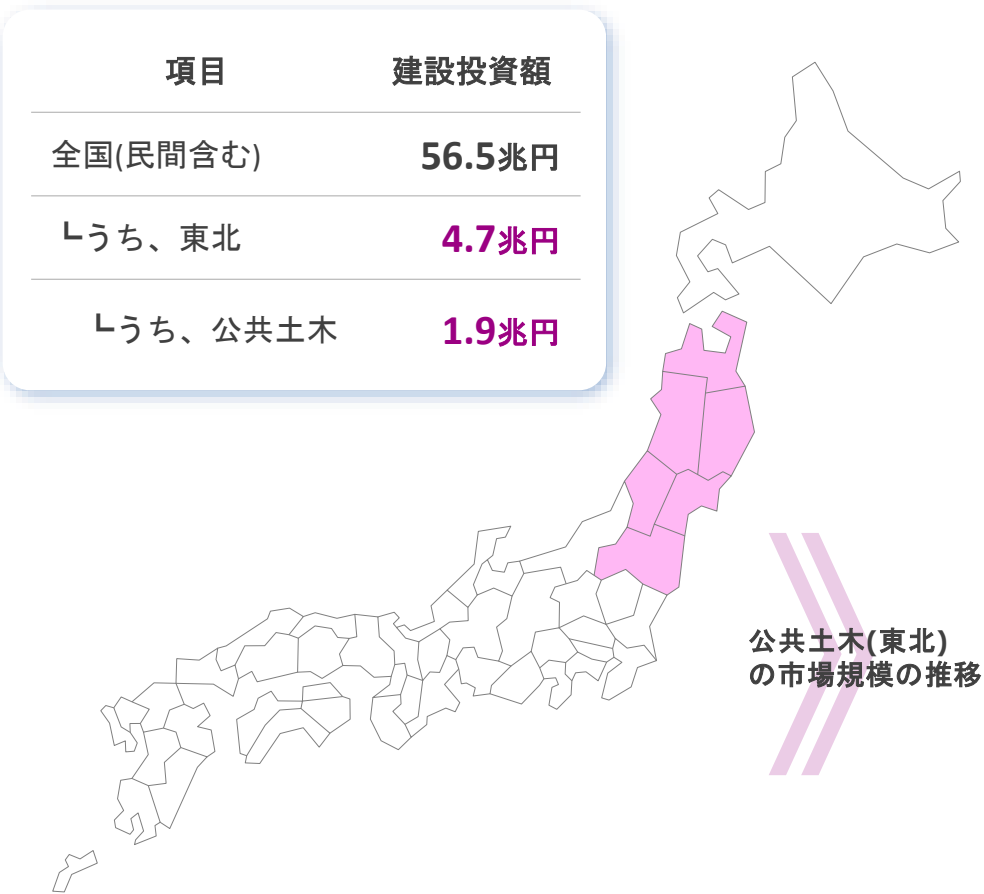 項目 建設投資額
全国(民間含む) 56.5兆円
┗うち、東北 4.7兆円
┗うち、公共土木 1.9兆円
公共土木(東北)
の市場規模の推移